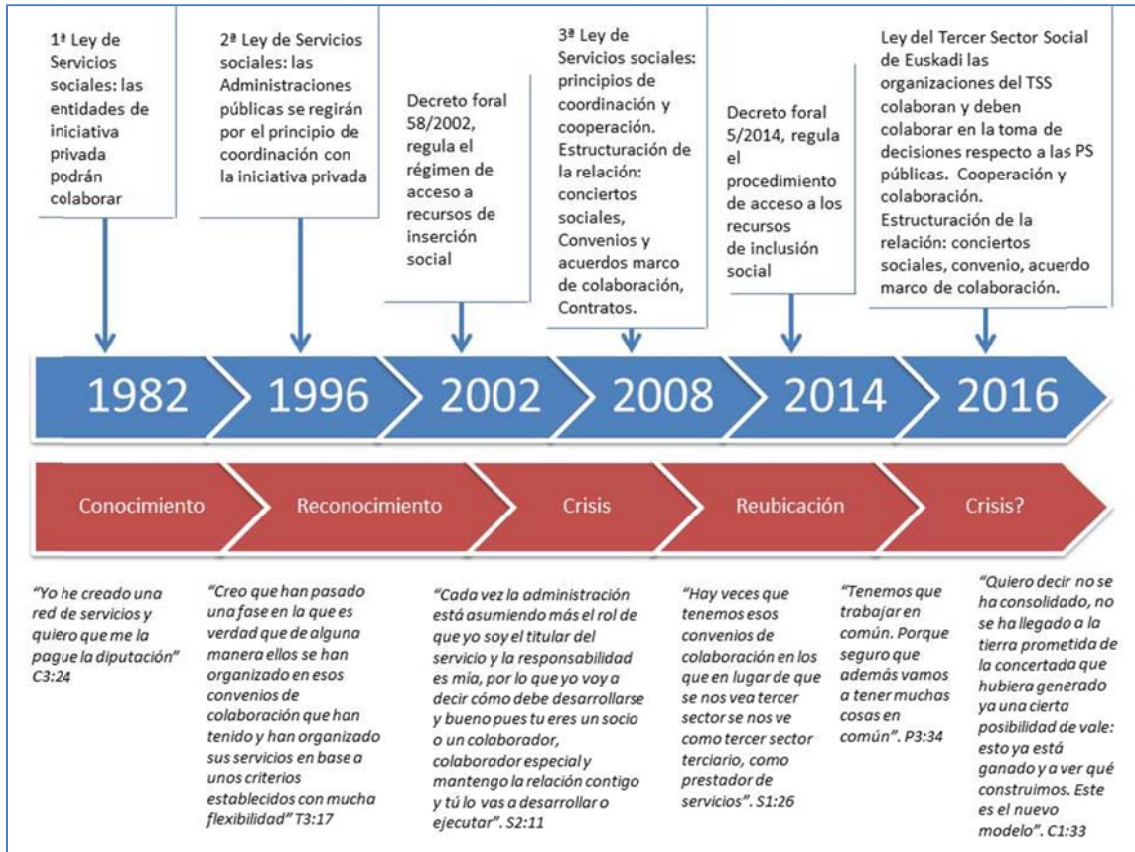 1ª Ley de
Servicios
sociales: las
entidades de
iniciativa
privada
podrán
colaborar
2ª Ley de Servicios
sociales: las
Administraciones
públicas se regirán
por el principio de
coordinación con
la iniciativa privada
Decreto foral
58/2002,
regula el
régimen de
acceso a
recursos de
inserción
social
3ª Ley de
Servicios sociales:
principios de
coordinación y
cooperación.
Estructuración de
la relación:
conciertos
sociales,
Convenios y
acuerdos marco
de colaboración,
Contratos.
Decreto foral
5/2014, regula
el
procedimiento
de acceso a los
recursos
de inclusión
social
Ley del Tercer Sector Social
de Euskadi las
organizaciones del TSS
colaboran y deben
colaborar en la toma de
decisiones respecto a las PS
públicas. Cooperación y
colaboración.
Estructuración de la
relación: conciertos
sociales, convenio, acuerdo
marco de colaboración.
1982
1996
2002
2008
2014
2016
Conocimiento
Reconocimiento
Crisis
Reubicación
Crisis?
“Yo he creado una
red de servicios y
quiero que me la
pague la diputación”
C3:24
“Creo que han pasado
una fase en la que es
verdad que de alguna
manera ellos se han
organizado en esos
convenios de
colaboración que han
tenido y han organizado
sus servicios en base a
unos criterios
establecidos con mucha
flexibilidad” T3:17
“Cada vez la administración
está asumiendo más el rol de
que yo soy el titular del
servicio y la responsabilidad
es mía, por lo que yo voy a
decir cómo debe desarrollarse
y bueno pues tu eres un socio
o un colaborador,
colaborador especial y
mantengo la relación contigo
y tú lo vas a desarrollar o
ejecutar”. S2:11
“Hay veces que
tenemos esos
convenios de
colaboración en los
que en lugar de que
se nos vea tercer
sector se nos ve
como tercer sector
terciario, como
prestador de
servicios”. S1:26
“Tenemos que
trabajar en
común. Porque
seguro que
además vamos
a tener muchas
cosas en
común”. P3:34
“Quiero decir no se
ha consolidado, no
se ha llegado a la
tierra prometida de
la concertada que
hubiera generado
ya una cierta
posibilidad de vale:
esto ya está
ganado y a ver qué
construimos. Este
es el nuevo
modelo”. C1:33